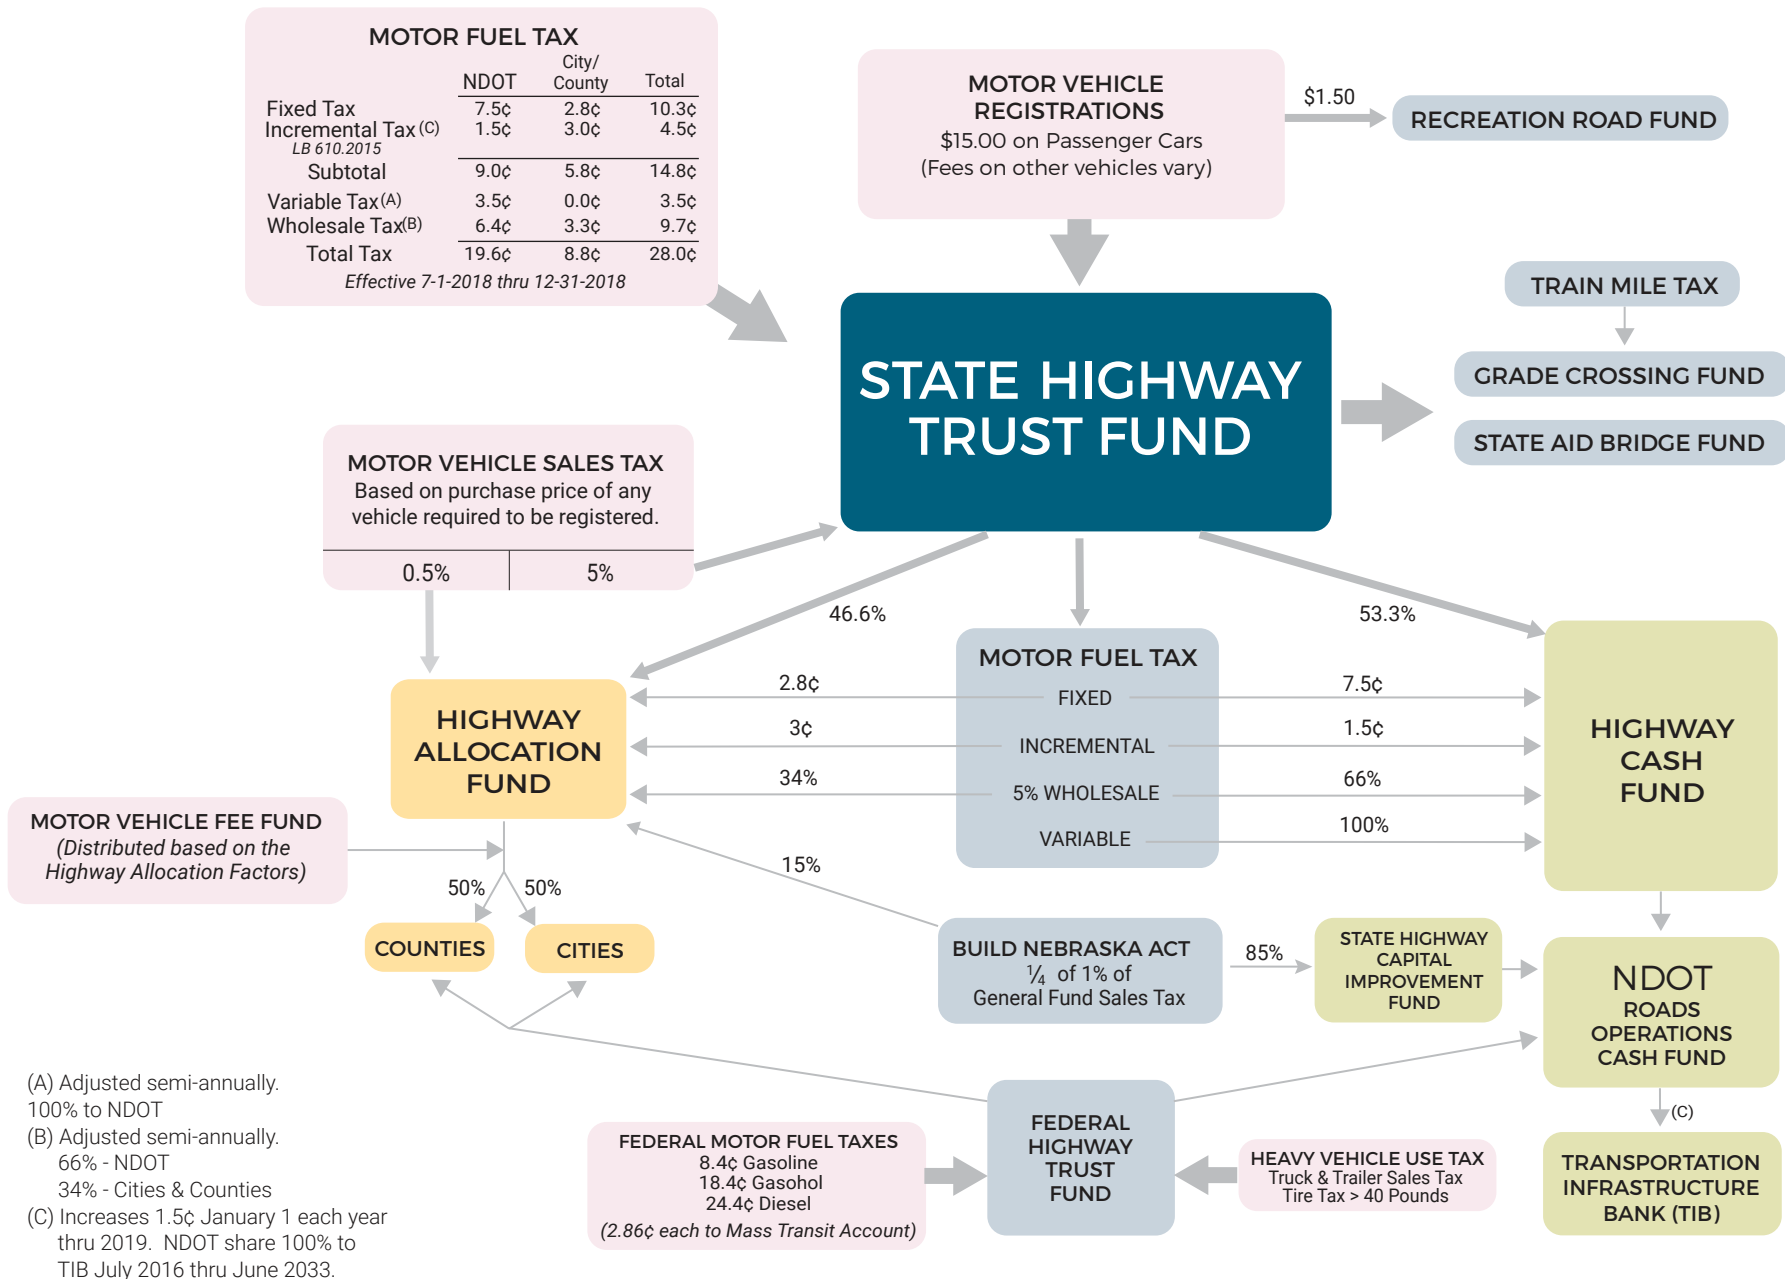 MOTOR FUEL TAX
NDOT City/ County Total
Fixed Tax 7.5¢ 2.8¢ 10.3¢
Incremental Tax (C) 1.5¢ 3.0¢ 4.5¢
LB 610.2015
Subtotal 9.0¢ 5.8¢ 14.8¢
Variable Tax(A) 3.5¢ 0.0¢ 3.5¢
Wholesale Tax(B) 6.4¢ 3.3¢ 9.7¢
Total Tax 19.6¢ 8.8¢ 28.0¢
Effective 7-1-2018 thru 12-31-2018
MOTOR VEHICLE
REGISTRATIONS
$15.00 on Passenger Cars
(Fees on other vehicles vary)
$1.50
RECREATION ROAD FUND
TRAIN MILE TAX
GRADE CROSSING FUND
STATE AID BRIDGE FUND
STATE HIGHWAY
TRUST FUND
MOTOR VEHICLE SALES TAX
Based on purchase price of any
vehicle required to be registered.
0.5% 5%
46.6%
53.3%
MOTOR FUEL TAX
2.8¢ FIXED 7.5¢
3¢ INCREMENTAL 1.5¢
34% 5% WHOLESALE 66%
VARIABLE 100%
HIGHWAY
ALLOCATION
FUND
HIGHWAY
CASH
FUND
MOTOR VEHICLE FEE FUND
(Distributed based on the
Highway Allocation Factors)
50% 50%
COUNTIES
CITIES
15%
BUILD NEBRASKA ACT
1/4 of 1% of
General Fund Sales Tax
85%
STATE HIGHWAY
CAPITAL
IMPROVEMENT
FUND
NDOT
ROADS
OPERATIONS
CASH FUND
(C)
TRANSPORTATION
INFRASTRUCTURE
BANK (TIB)
FEDERAL
HIGHWAY
TRUST
FUND
FEDERAL MOTOR FUEL TAXES
8.4¢ Gasoline
18.4¢ Gasohol
24.4¢ Diesel
(2.86¢ each to Mass Transit Account)
HEAVY VEHICLE USE TAX
Truck & Trailer Sales Tax
Tire Tax > 40 Pounds
(A) Adjusted semi-annually.
100% to NDOT
(B) Adjusted semi-annually.
66% - NDOT
34% - Cities & Counties
(C) Increases 1.5¢ January 1 each year
thru 2019. NDOT share 100% to
TIB July 2016 thru June 2033.